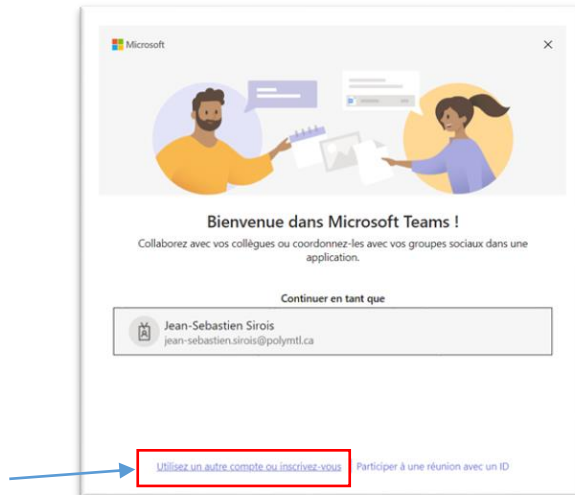 Microsoft
Bienvenue dans Microsoft Teams !
Collaborez avec vos collègues ou coordonnez-les avec vos groupes sociaux dans une
application.
Continuer en tant que
Jean-Sebastien Sirois
jean-sebastien.sirois@polymtl.ca
Utilisez un autre compte ou inscrivez-vous Participer à une réunion avec un ID